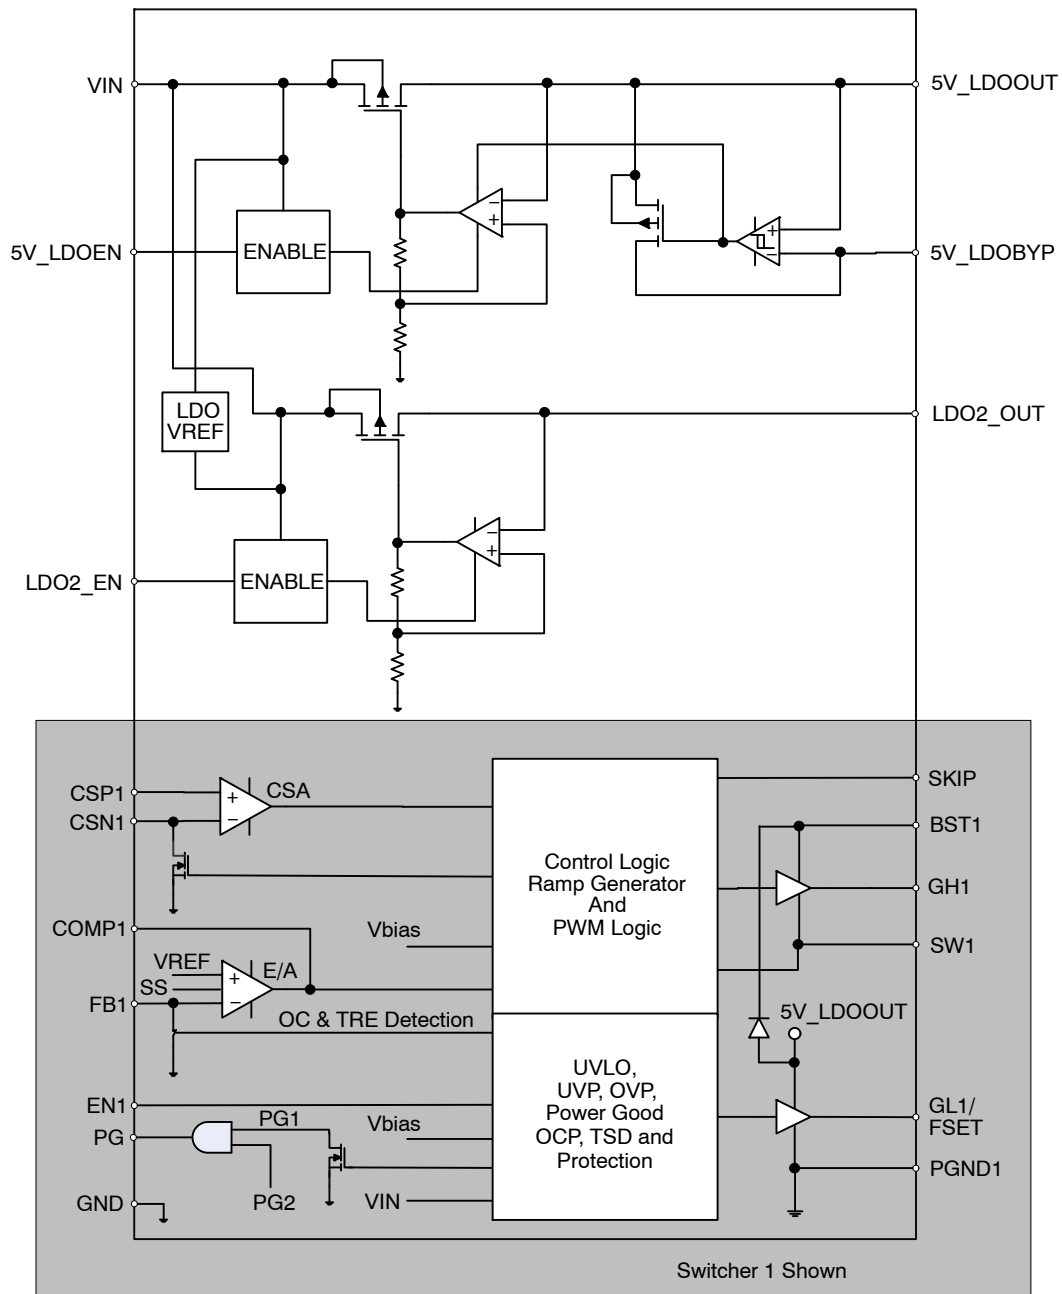 VIN
5V_LDOOUT
5V_LDOEN
ENABLE
−
+
+
−
5V_LDOBYP
LDO
VREF
LDO2_OUT
LDO2_EN
ENABLE
−
+
CSP1
CSN1
+
−
CSA
COMP1
VREF
SS
FB1
+
−
E/A
Vbias
OC & TRE Detection
EN1
PG
PG1
PG2
GND
Vbias
VIN
Control Logic
Ramp Generator
And
PWM Logic
UVLO,
UVP, OVP,
Power Good
OCP, TSD and
Protection
SKIP
BST1
GH1
SW1
5V_LDOOUT
GL1/
FSET
PGND1
Switcher 1 Shown